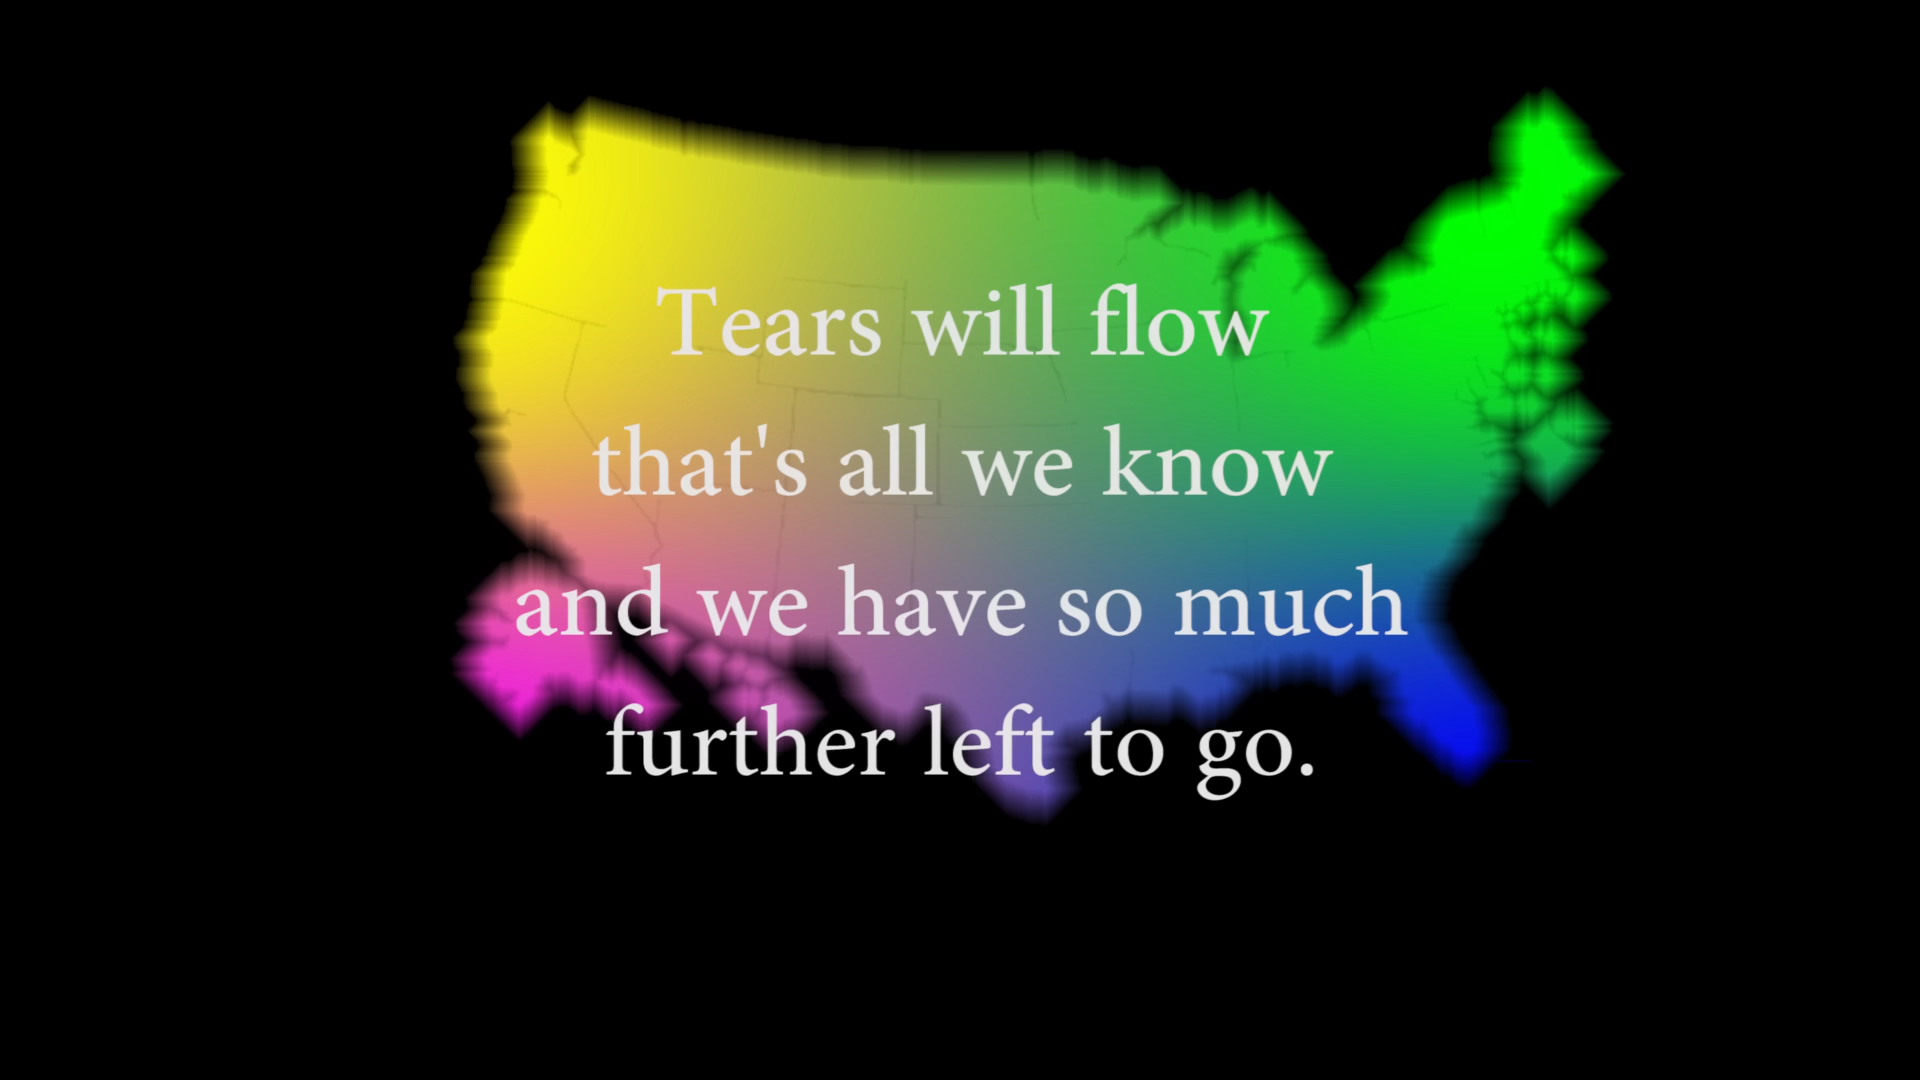 Tears will flow
that's all we know
and we have so much
further left to go.